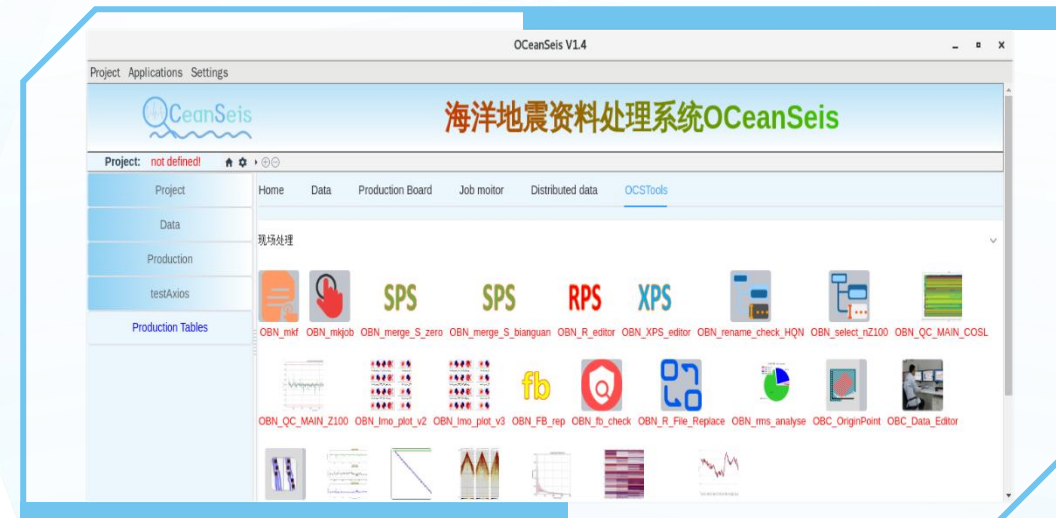 OCeanSeis V1.4
Project Applications Settings
OCeanSeis
海洋地震资料处理系统OCeanSeis
Project: not defined!
Project
Data
Production
testAxios
Production Tables
Home Data Production Board Job moitor Distributed data OCSTools
现场处理
SPS SPS RPS XPS
OBN_mkf OBN_mkjob OBN_merge_S_zero OBN_merge_S_bianguan OBN_R_editor OBN_XPS_editor OBN_rename_check_HQN OBN_select_nZ100 OBN_QC_MAIN_COSL
fb
OBN_QC_MAIN_Z100 OBN_lmo_plot_v2 OBN_lmo_plot_v3 OBN_FB_rep OBN_fb_check OBN_R_File_Replace OBN_rms_analyse OBC_OriginPoint OBC_Data_Editor